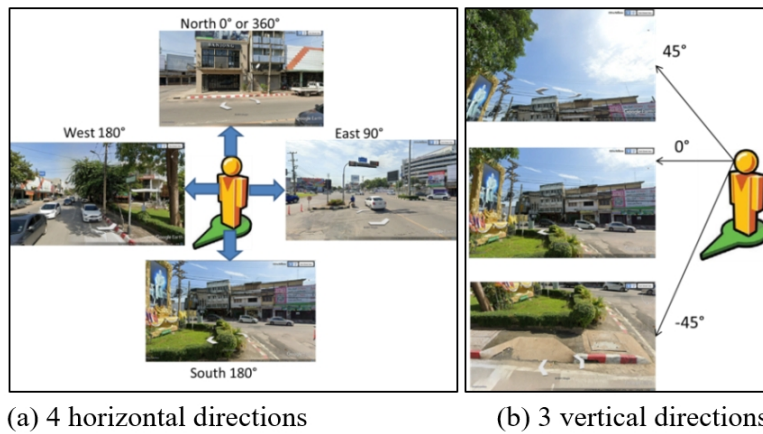 North 0° or 360°
West 180°
East 90°
South 180°
45°
0°
-45°
(a) 4 horizontal directions
(b) 3 vertical directions